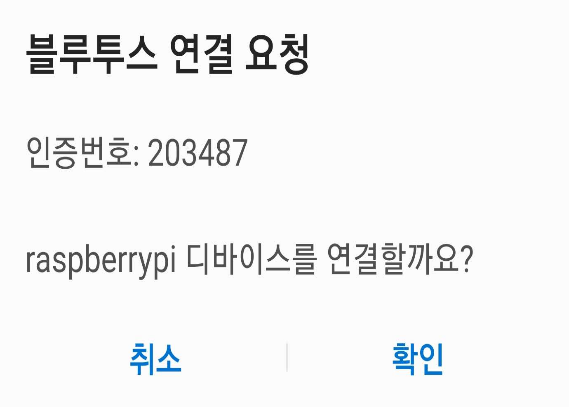 블루투스 연결 요청
인증번호: 203487
raspberrypi 디바이스를 연결할까요?
취소
확인